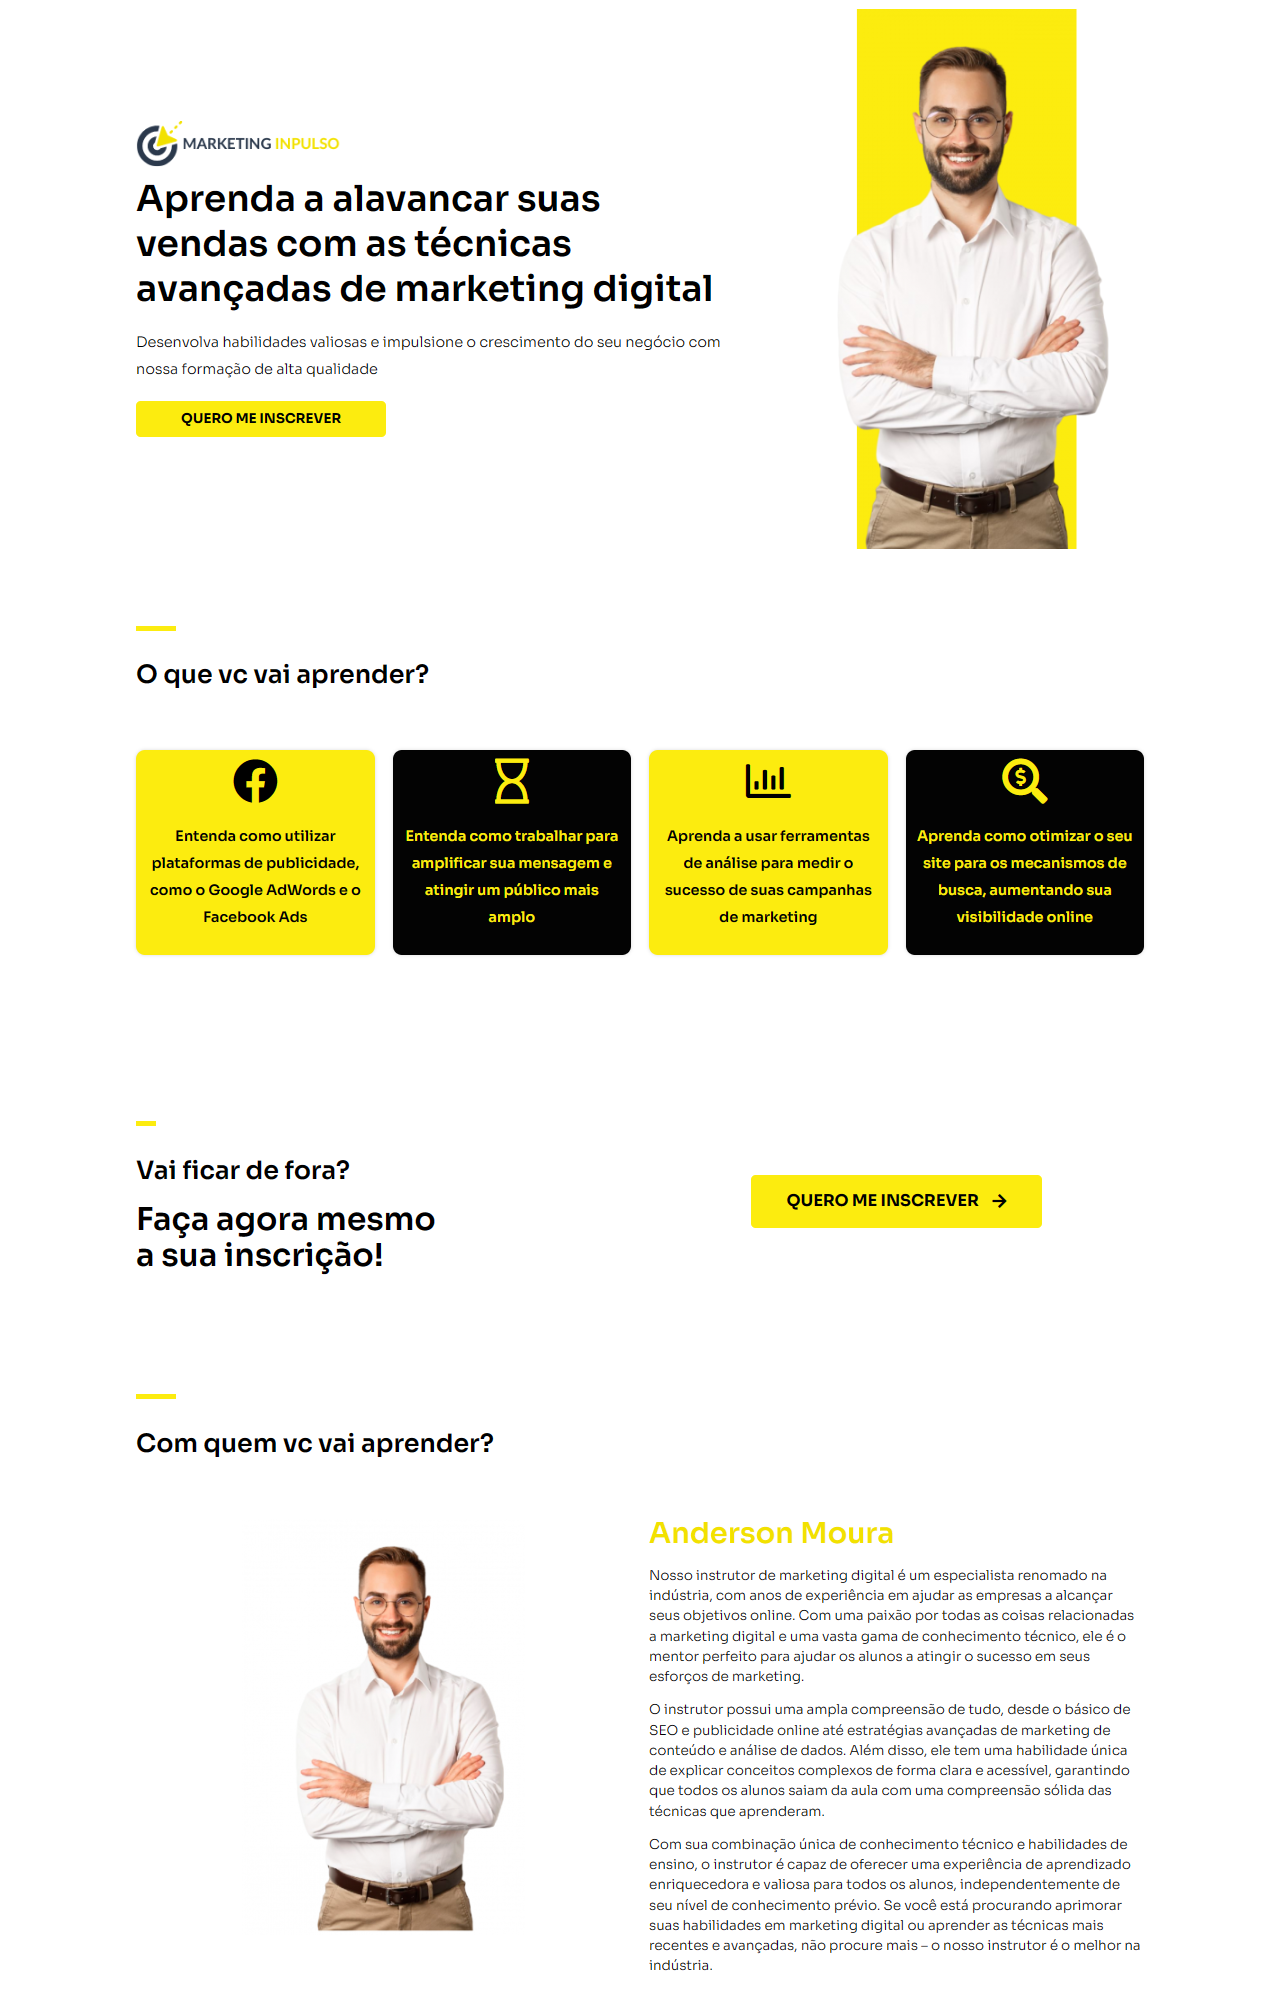 MARKETING INPULSO
Aprenda a alavancar suas
vendas com as técnicas
avançadas de marketing digital
Desenvolva habilidades valiosas e impulsione o crescimento do seu negócio com
nossa formação de alta qualidade
QUERO ME INSCREVER
O que vc vai aprender?
Entenda como utilizar
plataformas de publicidade,
como o Google AdWords e o
Facebook Ads
Entenda como trabalhar para
amplificar sua mensagem e
atingir um público mais
amplo
Aprenda a usar ferramentas
de análise para medir o
sucesso de suas campanhas
de marketing
$
Aprenda como otimizar o seu
site para os mecanismos de
busca, aumentando sua
visibilidade online
Vai ficar de fora?
Faça agora mesmo
a sua inscrição!
QUERO ME INSCREVER
Com quem vc vai aprender?
Anderson Moura
Nosso instrutor de marketing digital é um especialista renomado na
indústria, com anos de experiência em ajudar as empresas a alcançar
seus objetivos online. Com uma paixão por todas as coisas relacionadas
a marketing digital e uma vasta gama de conhecimento técnico, ele é o
mentor perfeito para ajudar os alunos a atingir o sucesso em seus
esforços de marketing.
O instrutor possui uma ampla compreensão de tudo, desde o básico de
SEO e publicidade online até estratégias avançadas de marketing de
conteúdo e análise de dados. Além disso, ele tem uma habilidade única
de explicar conceitos complexos de forma clara e acessível, garantindo
que todos os alunos saiam da aula com uma compreensão sólida das
técnicas que aprenderam.
Com sua combinação única de conhecimento técnico e habilidades de
ensino, o instrutor é capaz de oferecer uma experiência de aprendizado
enriquecedora e valiosa para todos os alunos, independentemente de
seu nível de conhecimento prévio. Se você está procurando aprimorar
suas habilidades em marketing digital ou aprender as técnicas mais
recentes e avançadas, não procure mais – o nosso instrutor é o melhor na
indústria.